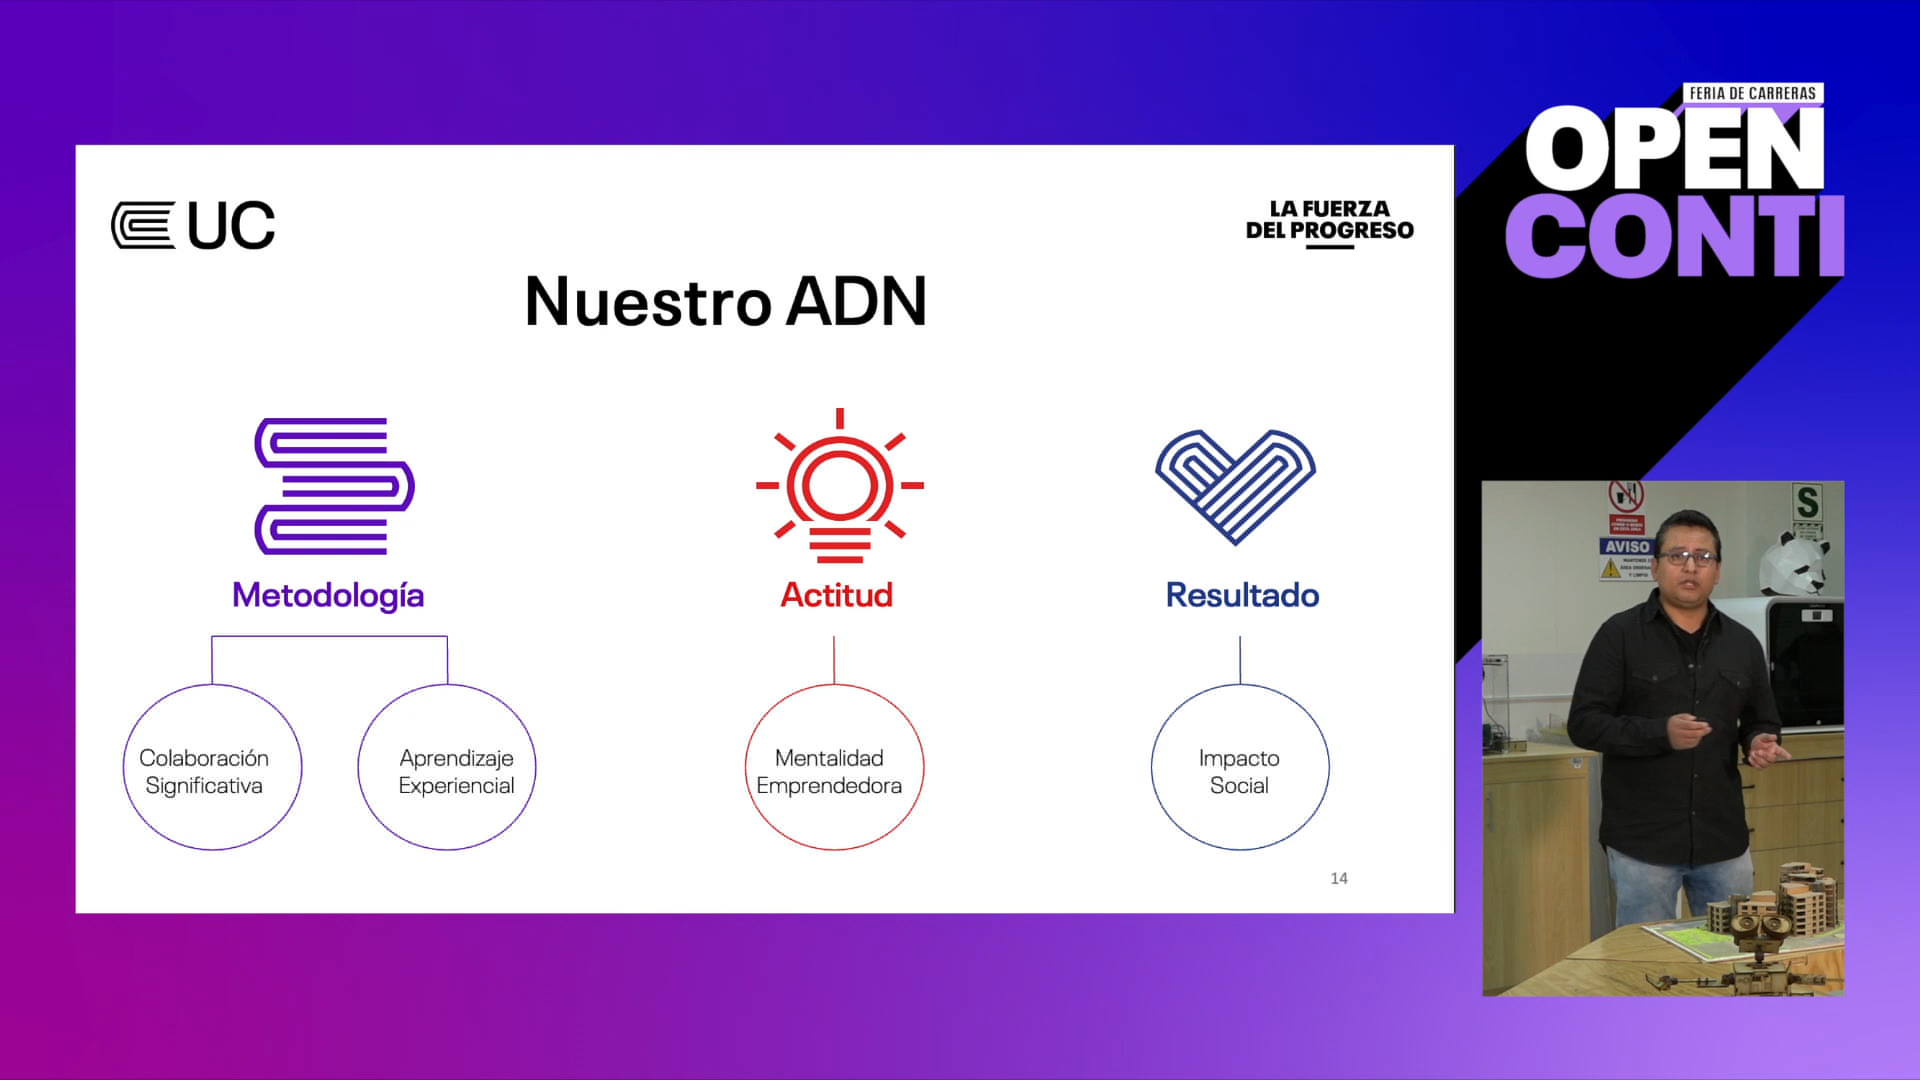 FERIA DE CARRERAS
OPEN
CONTI
UC
LA FUERZA
DEL PROGRESO
Nuestro ADN
Metodología
Actitud
Resultado
Colaboración
Significativa
Aprendizaje
Experiencial
Mentalidad
Emprendedora
Impacto
Social
14
AVISO
S